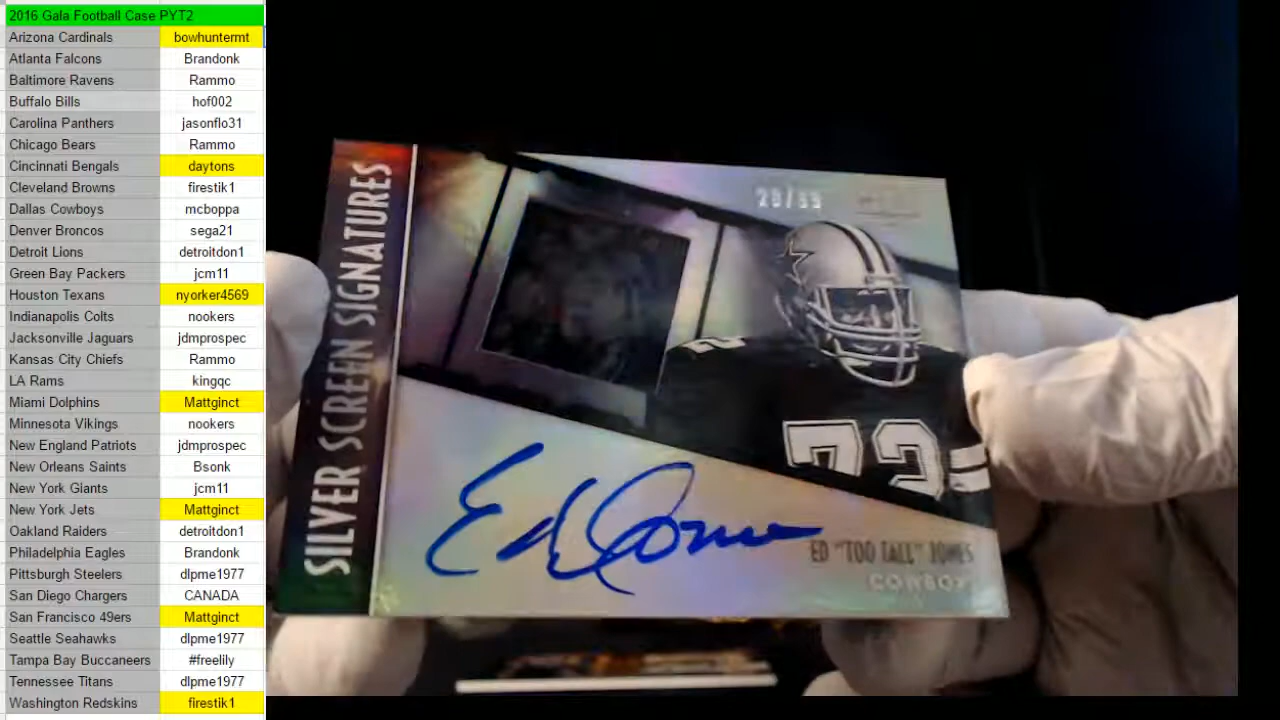 2016 Gala Football Case PYT2
Arizona Cardinals bowhuntermt
Atlanta Falcons Brandonk
Baltimore Ravens Rammo
Buffalo Bills hof002
Carolina Panthers jasonflo31
Chicago Bears Rammo
Cincinnati Bengals daytons
Cleveland Browns firestik1
Dallas Cowboys mcboppa
Denver Broncos sega21
Detroit Lions detroitdon1
Green Bay Packers jcm11
Houston Texans nyorker4569
Indianapolis Colts nookers
Jacksonville Jaguars jdmprospec
Kansas City Chiefs Rammo
LA Rams kingqc
Miami Dolphins Mattginct
Minnesota Vikings nookers
New England Patriots jdmprospec
New Orleans Saints Bsonk
New York Giants jcm11
New York Jets Mattginct
Oakland Raiders detroitdon1
Philadelphia Eagles Brandonk
Pittsburgh Steelers dlpme1977
San Diego Chargers CANADA
San Francisco 49ers Mattginct
Seattle Seahawks dlpme1977
Tampa Bay Buccaneers #freelily
Tennessee Titans dlpme1977
Washington Redskins firestik1
SILVER SCREEN SIGNATURES
29/99
72
Ed Jones
ED "TOO TALL" JONES
COWBOYS